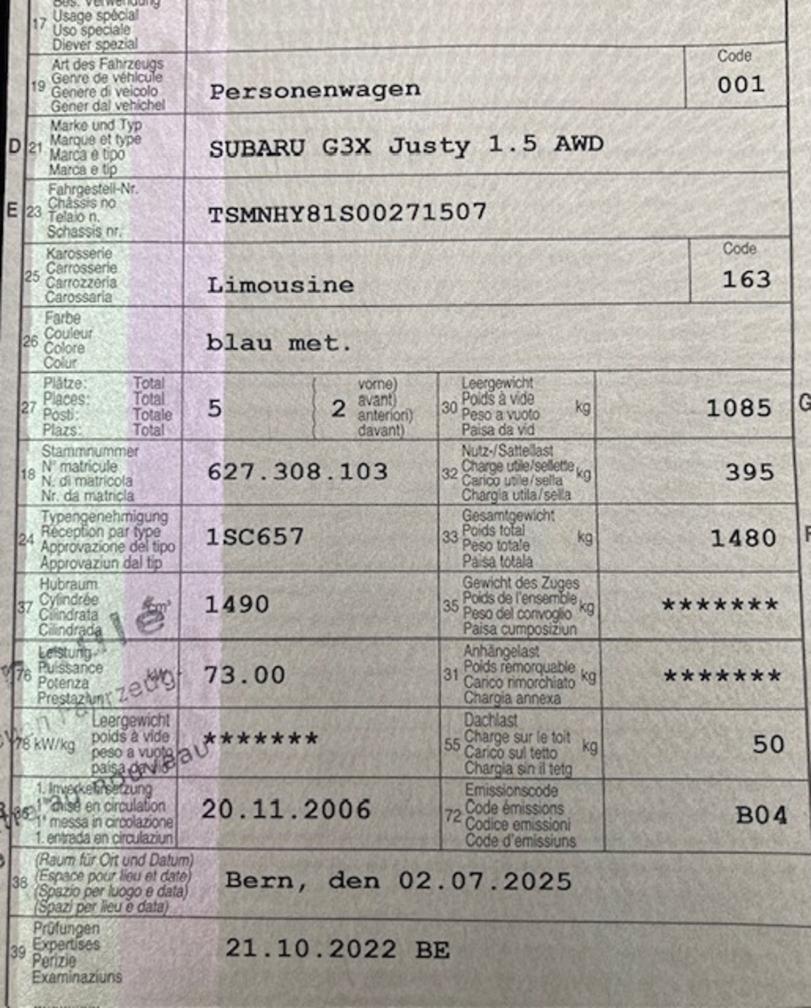 Bes. Verwendung
17 Usage spécial
Uso speciale
Diever spezial
Art des Fahrzeugs
19 Genre de véhicule
Genere di veicolo
Gener dal vehichel
Personenwagen
Code
001
Marke und Typ
D 21 Marque et type
Marca e tipo
Marca e tip
SUBARU G3X Justy 1.5 AWD
Fahrgestell-Nr.
E 23 Châssis no
Telaio n.
Schassis nr.
TSMNHY81S00271507
Karosserie
25 Carrosserie
Carrozzeria
Carossaria
Limousine
Code
163
Farbe
26 Couleur
Colore
Colur
blau met.
27 Plätze: Total
Places: Total
Posti: Totale
Plazs: Total
5
2
vorne)
avant)
anteriori)
davant)
Leergewicht
30 Poids à vide kg
Peso a vuoto
Paisa da vid
1085
G
Stammnummer
18 N° matricule
N. di matricola
Nr. da matricla
627.308.103
Nutz-/Sattellast
32 Charge utile/sellette kg
Carico utile/sella
Chargia utila/sella
395
Typengenehmigung
24 Réception par type
Approvazione del tipo
Approvaziun dal tip
1SC657
Gesamtgewicht
33 Poids total kg
Peso totale
Paisa totala
1480
F
Hubraum
37 Cylindrée cm³
Cilindrata
Cilindrada
1490
Gewicht des Zuges
35 Poids de l'ensemble kg
Peso del convoglio
Paisa cumposiziun
*******
Leistung
76 Puissance kW
Potenza
Prestaziun
73.00
Anhängelast
31 Poids remorquable kg
Carico rimorchiato
Chargia annexa
*******
Leergewicht
78 kW/kg poids à vide
peso a vuoto
paisa da vid
*******
Dachlast
55 Charge sur le toit kg
Carico sul tetto
Chargia sin il tetg
50
1. Inverkehrsetzung
36 1re mise en circulation
1a messa in circolazione
1. entrada en circulaziun
20.11.2006
Emissionscode
72 Code émissions
Codice emissioni
Code d'emissiuns
B04
(Raum für Ort und Datum)
38 (Espace pour lieu et date)
(Spazio per luogo e data)
(Spazi per lieu e data)
Bern, den 02.07.2025
Prüfungen
39 Expertises
Perizie
Examinaziuns
21.10.2022 BE